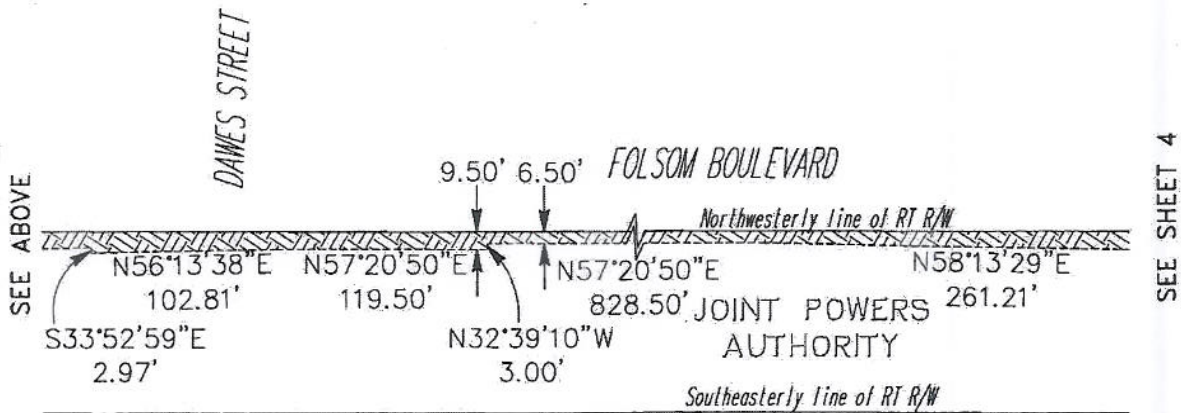 DAWES STREET
SEE ABOVE
9.50' 6.50'
FOLSOM BOULEVARD
SEE SHEET 4
Northwesterly line of RT R/W
N56°13'38"E
102.81'
N57°20'50"E
119.50'
N57°20'50"E
828.50'
N58°13'29"E
261.21'
S33°52'59"E
2.97'
N32°39'10"W
3.00'
JOINT POWERS
AUTHORITY
Southeasterly line of RT R/W